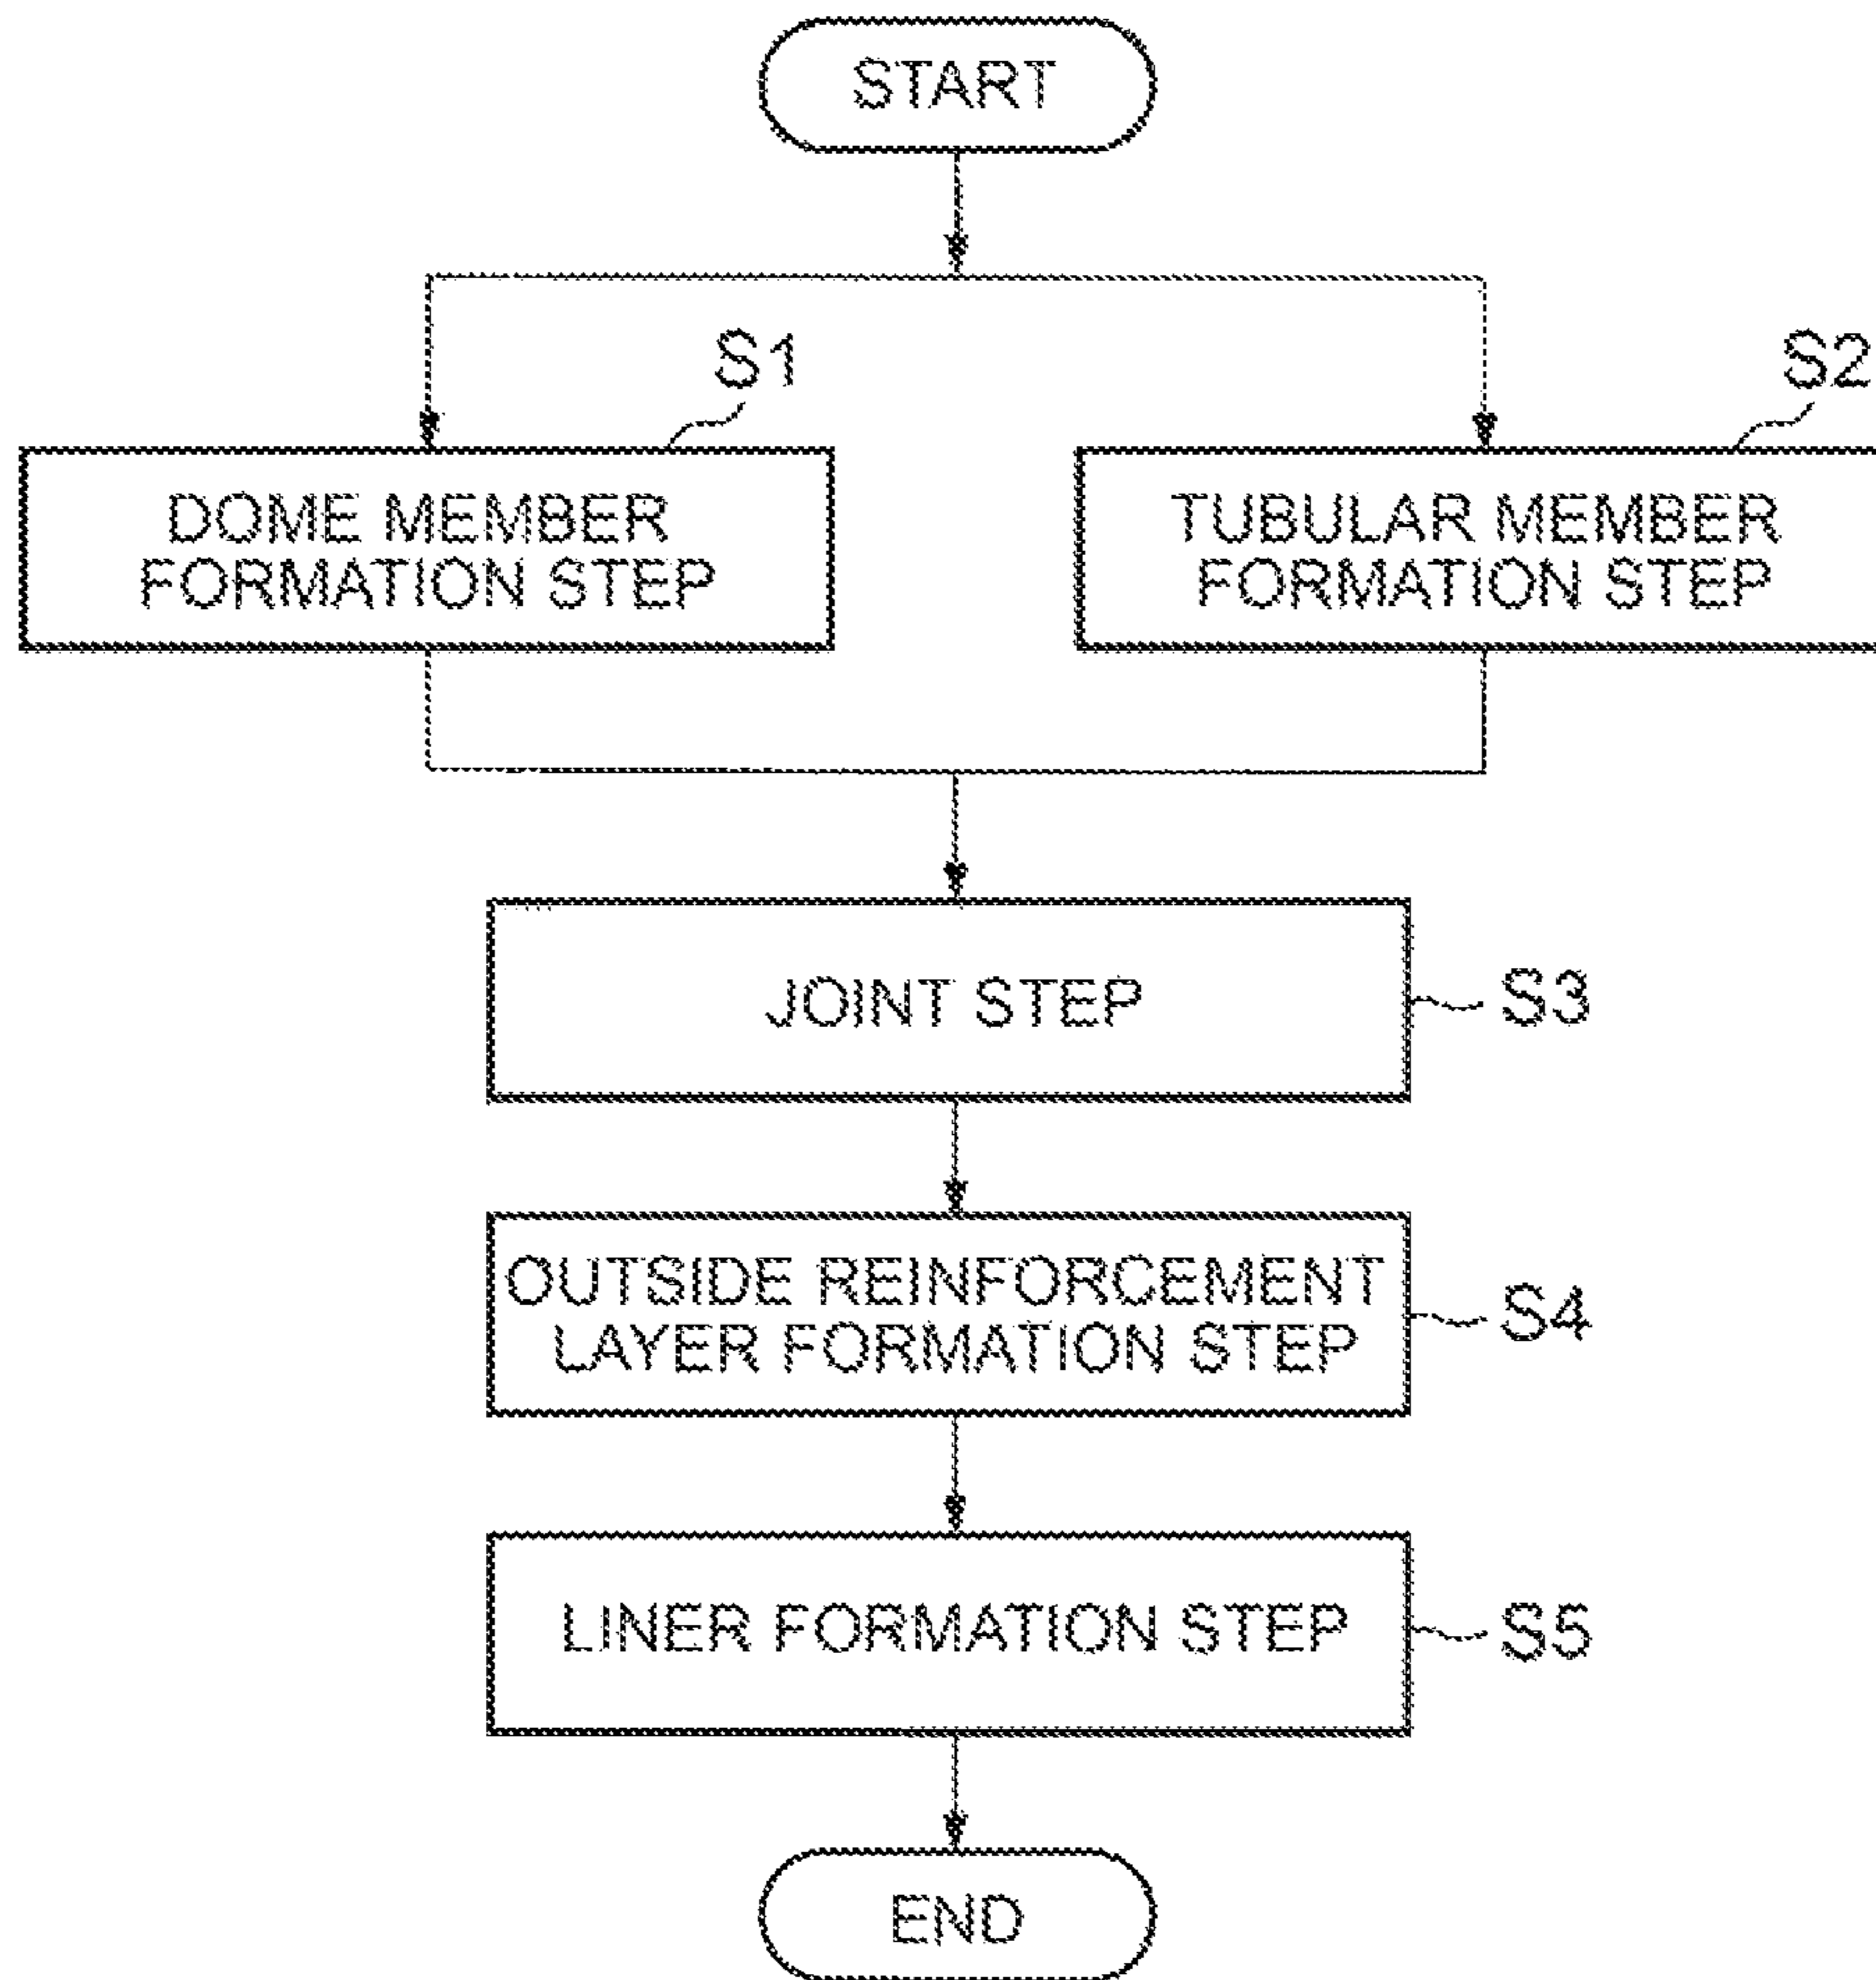 START
S1
S2
DOME MEMBER
FORMATION STEP
TUBULAR MEMBER
FORMATION STEP
JOINT STEP
S3
OUTSIDE REINFORCEMENT
LAYER FORMATION STEP
S4
LINER FORMATION STEP
S5
END